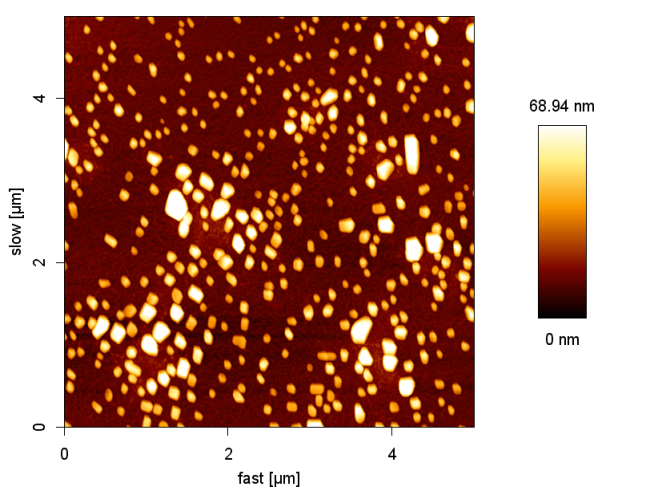 68.94 nm
0 nm
slow [µm]
4
2
0
0 2 4
fast [µm]